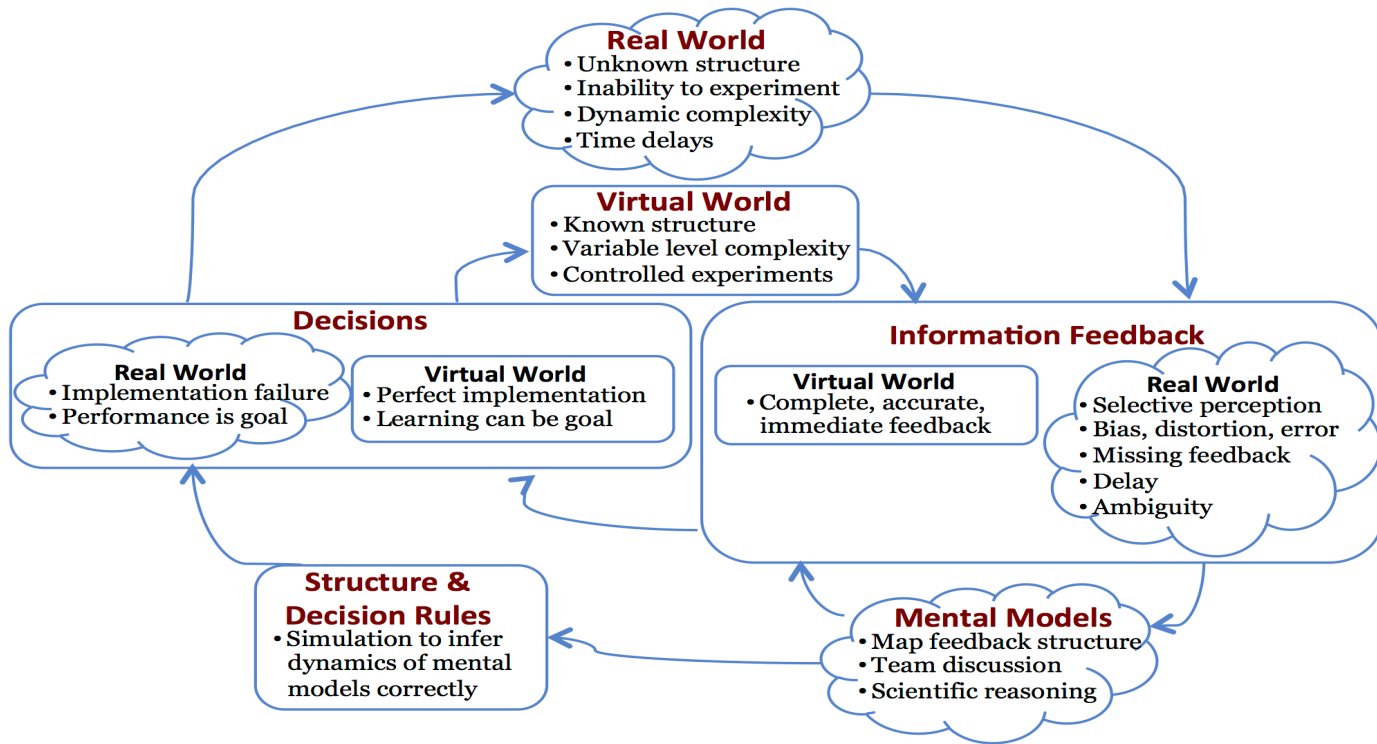 Real World
• Unknown structure
• Inability to experiment
• Dynamic complexity
• Time delays
Virtual World
• Known structure
• Variable level complexity
• Controlled experiments
Decisions
Real World
• Implementation failure
• Performance is goal
Virtual World
• Perfect implementation
• Learning can be goal
Information Feedback
Virtual World
• Complete, accurate,
immediate feedback
Real World
• Selective perception
• Bias, distortion, error
• Missing feedback
• Delay
• Ambiguity
Structure &
Decision Rules
• Simulation to infer
dynamics of mental
models correctly
Mental Models
• Map feedback structure
• Team discussion
• Scientific reasoning